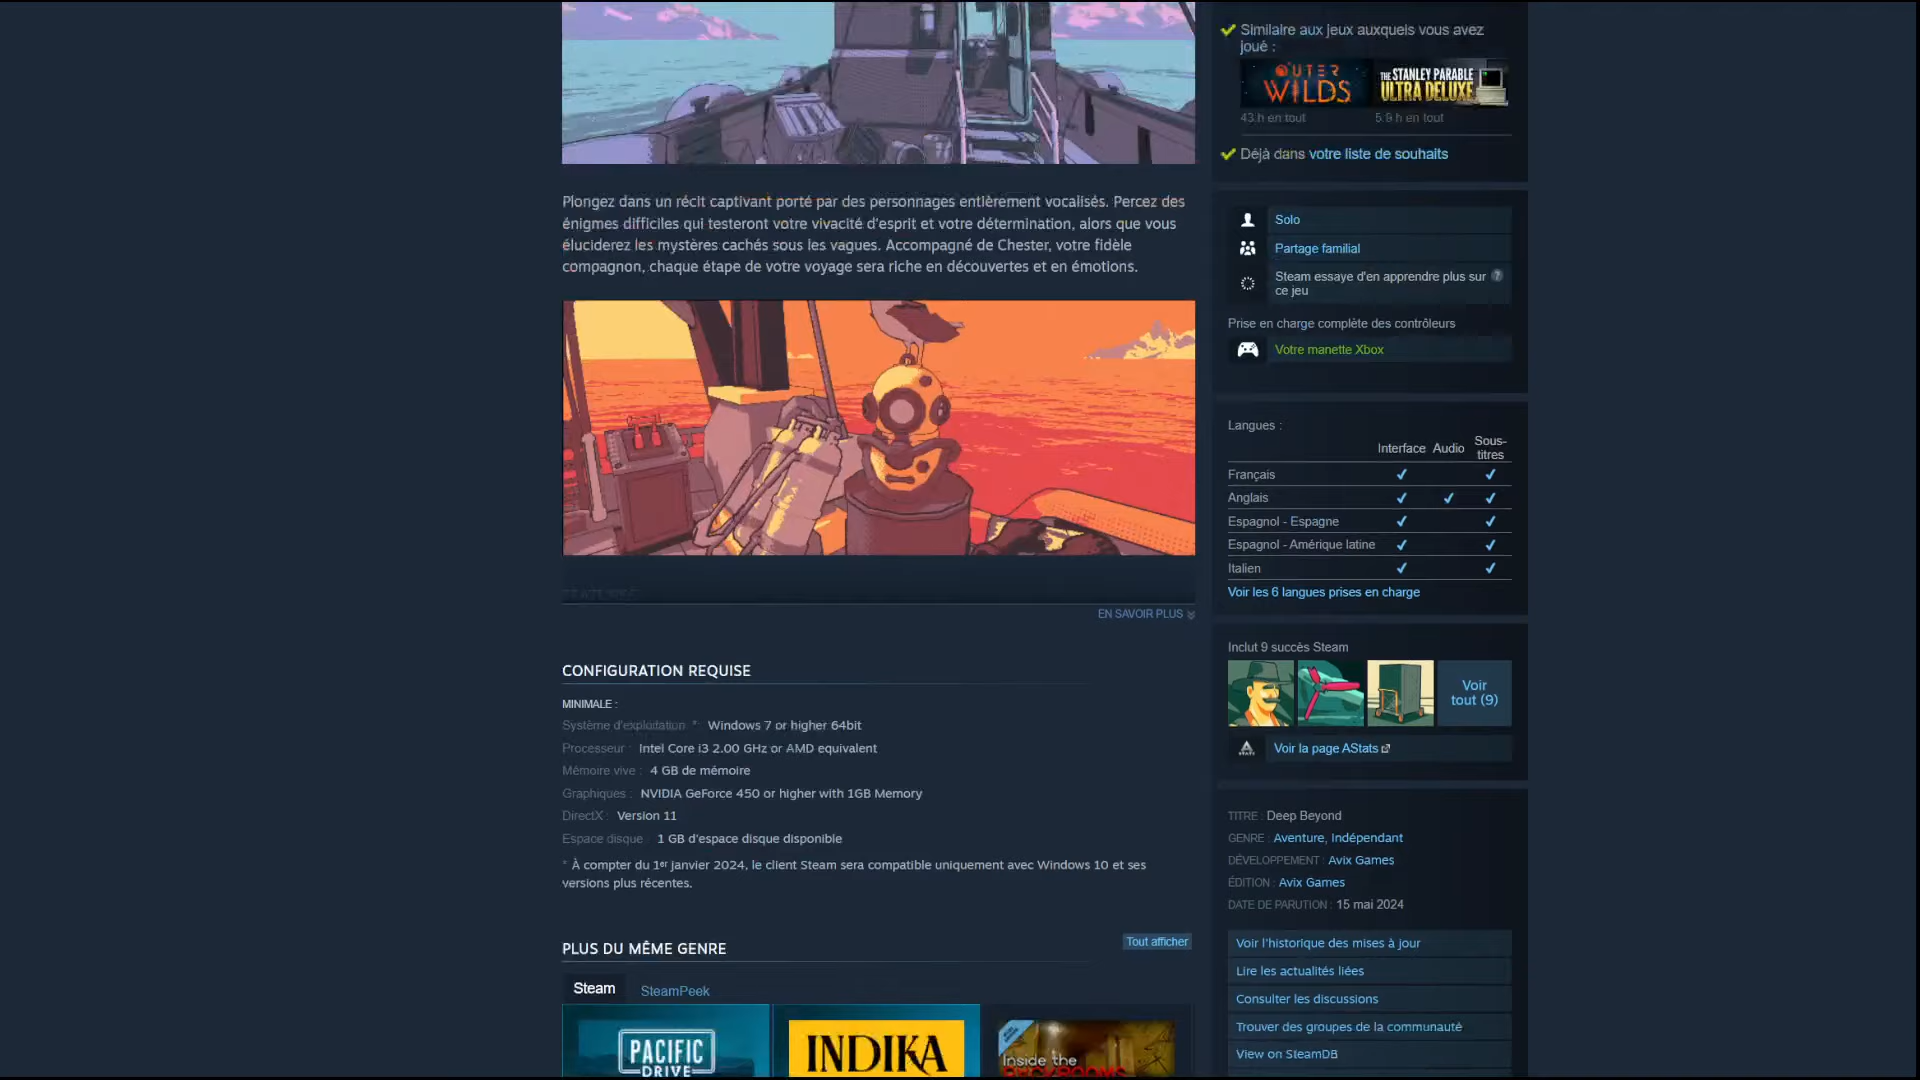 Plongez dans un récit captivant porté par des personnages entièrement vocalisés. Percez des
énigmes difficiles qui testeront votre vivacité d'esprit et votre détermination, alors que vous
éluciderez les mystères cachés sous les vagues. Accompagné de Chester, votre fidèle
compagnon, chaque étape de votre voyage sera riche en découvertes et en émotions.
EN SAVOIR PLUS
CONFIGURATION REQUISE
MINIMALE :
Système d'exploitation * Windows 7 or higher 64bit
Processeur : Intel Core i3 2.00 GHz or AMD equivalent
Mémoire vive : 4 GB de mémoire
Graphiques : NVIDIA GeForce 450 or higher with 1GB Memory
DirectX : Version 11
Espace disque : 1 GB d'espace disque disponible
* À compter du 1er janvier 2024, le client Steam sera compatible uniquement avec Windows 10 et ses
versions plus récentes.
PLUS DU MÊME GENRE
Tout afficher
Steam SteamPeek
PACIFIC
DRIVE
INDIKA
Inside the
BACKROOMS
Similaire aux jeux auxquels vous avez
joué :
OUTER
WILDS
THE STANLEY PARABLE
ULTRA DELUXE
43 h en tout 5.9 h en tout
Déjà dans votre liste de souhaits
Solo
Partage familial
Steam essaye d'en apprendre plus sur ?
ce jeu
Prise en charge complète des contrôleurs
Votre manette Xbox
Langues :
Interface Audio Sous-
titres
Français ✔ ✔
Anglais ✔ ✔ ✔
Espagnol - Espagne ✔ ✔
Espagnol - Amérique latine ✔ ✔
Italien ✔ ✔
Voir les 6 langues prises en charge
Inclut 9 succès Steam
Voir
tout (9)
Voir la page AStats
TITRE : Deep Beyond
GENRE : Aventure, Indépendant
DÉVELOPPEMENT : Avix Games
ÉDITION : Avix Games
DATE DE PARUTION : 15 mai 2024
Voir l'historique des mises à jour
Lire les actualités liées
Consulter les discussions
Trouver des groupes de la communauté
View on SteamDB